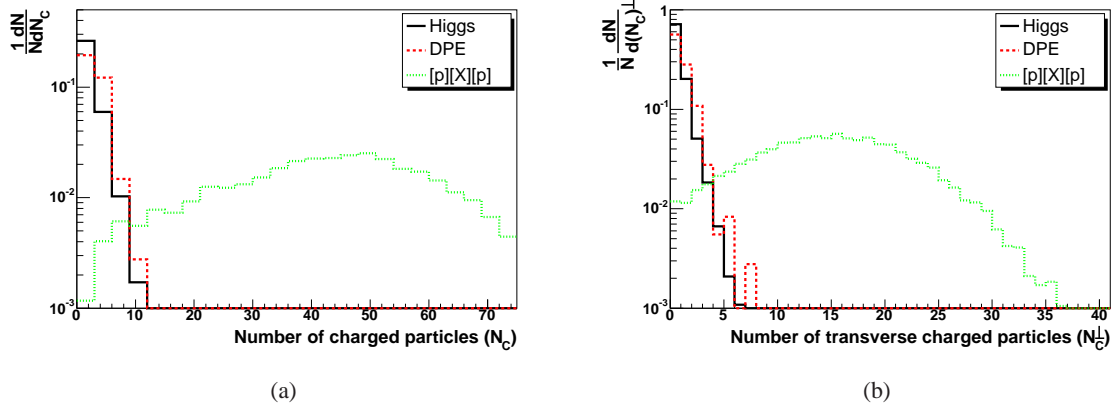 1 dN
N dN_C
Higgs
DPE
[p][X][p]
10^-1
10^-2
10^-3
0 10 20 30 40 50 60 70
Number of charged particles (N_C)
(a)
1 dN
N d(N_C)^⊥
Higgs
DPE
[p][X][p]
1
10^-1
10^-2
10^-3
0 5 10 15 20 25 30 35 40
Number of transverse charged particles (N_C^⊥)
(b)